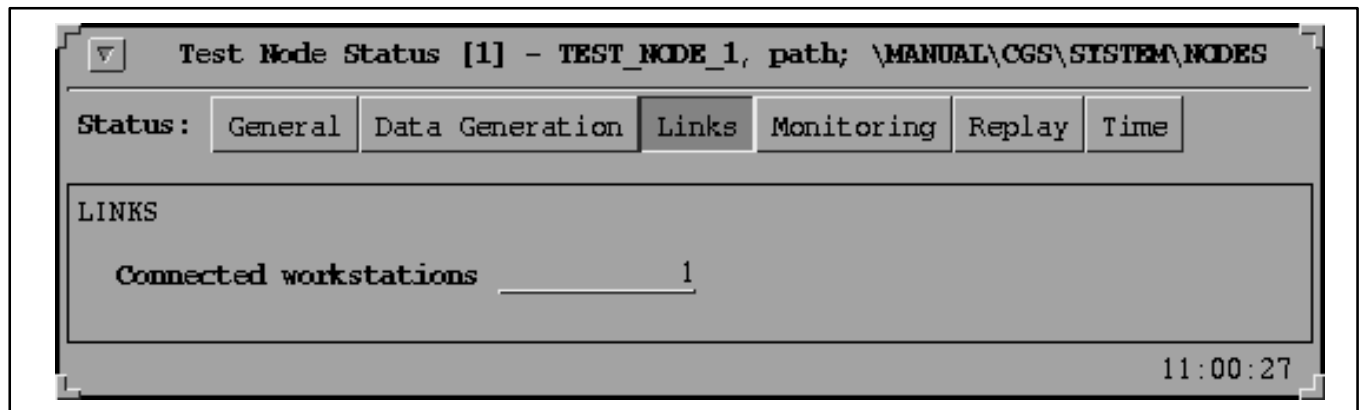 Test Node Status [1] - TEST_NODE_1, path; \MANUAL\CGS\SYSTEM\NODES
Status: General Data Generation Links Monitoring Replay Time
LINKS
Connected workstations 1
11:00:27